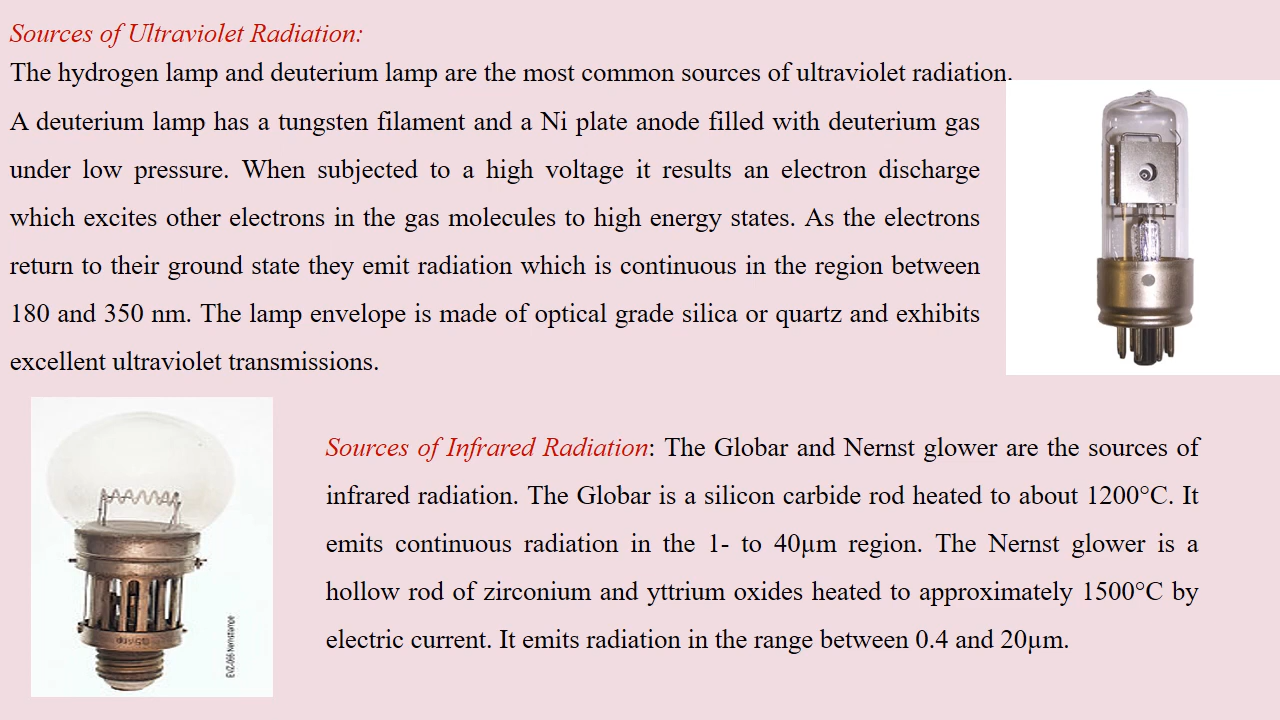 Sources of Ultraviolet Radiation:
The hydrogen lamp and deuterium lamp are the most common sources of ultraviolet radiation.
A deuterium lamp has a tungsten filament and a Ni plate anode filled with deuterium gas
under low pressure. When subjected to a high voltage it results an electron discharge
which excites other electrons in the gas molecules to high energy states. As the electrons
return to their ground state they emit radiation which is continuous in the region between
180 and 350 nm. The lamp envelope is made of optical grade silica or quartz and exhibits
excellent ultraviolet transmissions.
Sources of Infrared Radiation: The Globar and Nernst glower are the sources of
infrared radiation. The Globar is a silicon carbide rod heated to about 1200°C. It
emits continuous radiation in the 1- to 40µm region. The Nernst glower is a
hollow rod of zirconium and yttrium oxides heated to approximately 1500°C by
electric current. It emits radiation in the range between 0.4 and 20µm.